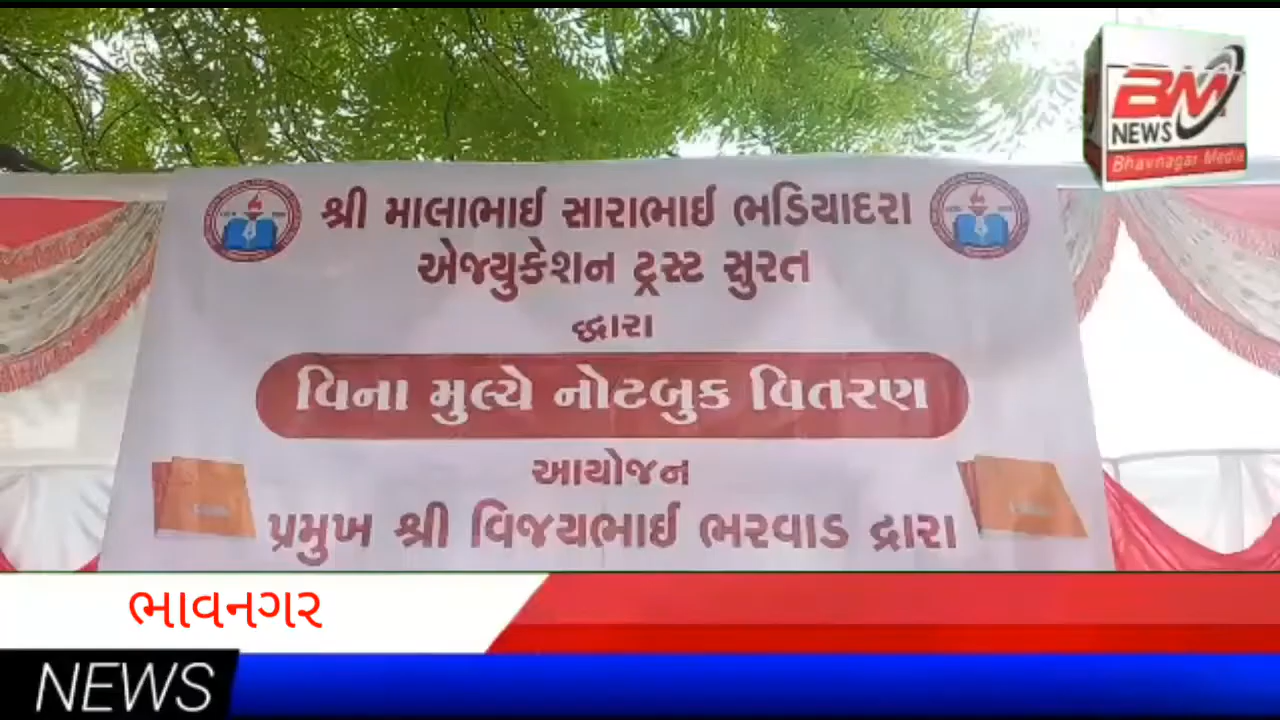 BM
NEWS
Bhavnagar Media
શ્રી માલાભાઈ સારાભાઈ ભડિયાદરા
એજ્યુકેશન ટ્રસ્ટ સુરત
દ્ધારા
વિના મુલ્યે નોટબુક વિતરણ
આયોજન
પ્રમુખ શ્રી વિજયભાઈ ભરવાડ દ્રારા
ભાવનગર
NEWS